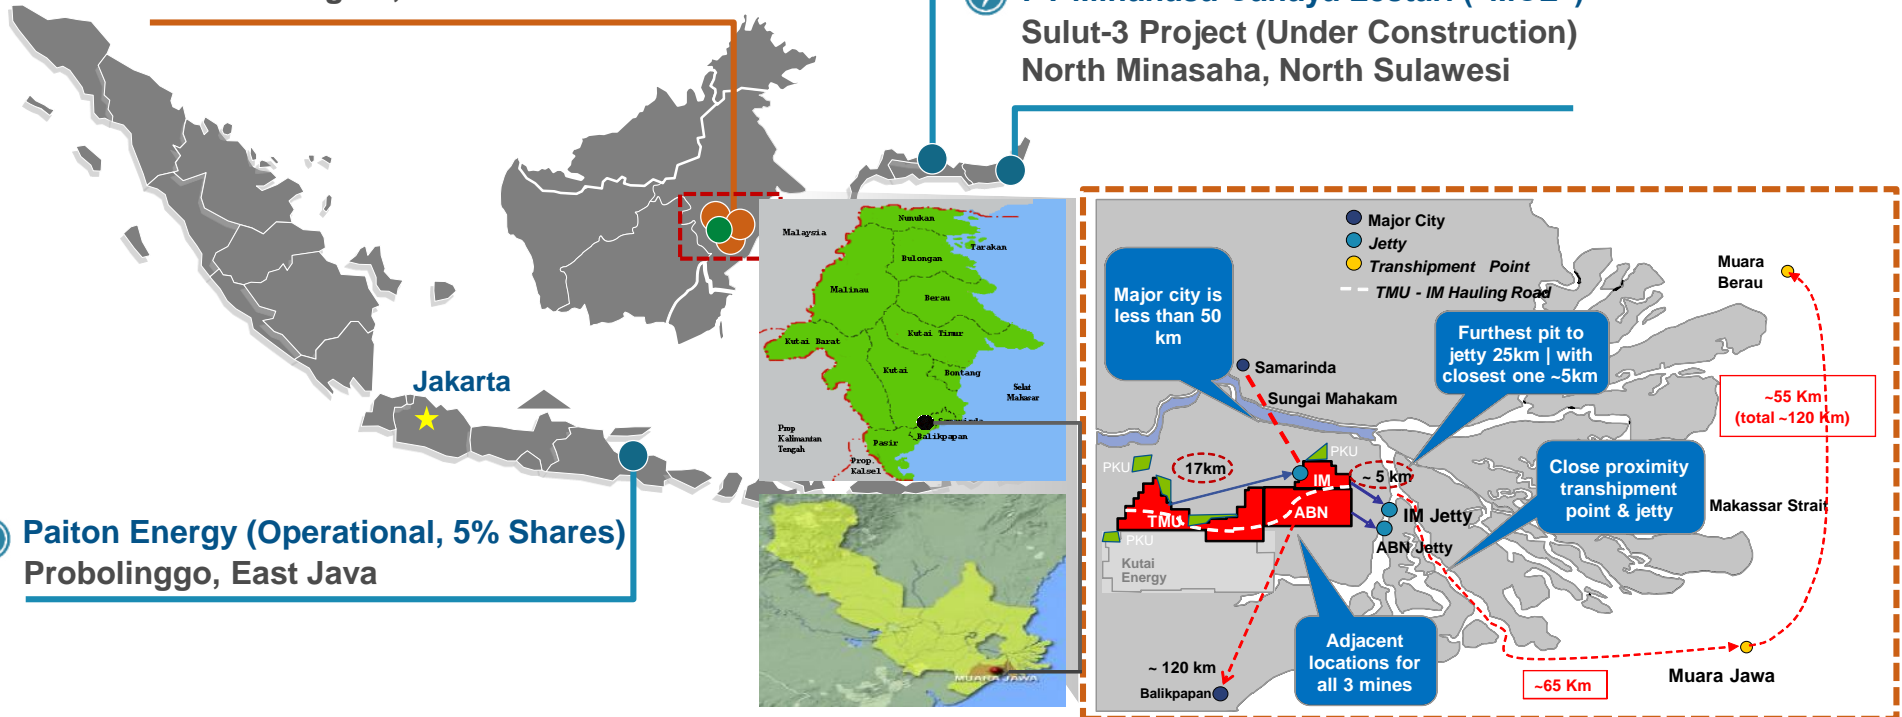 Sulut-3 Project (Under Construction)
North Minasaha, North Sulawesi
Jakarta
Paiton Energy (Operational, 5% Shares)
Probolinggo, East Java
Malaysia
Nunukan
Tarakan
Bulongan
Malinau
Berau
Kutai Timur
Kutai Barat
Kutai
Bontang
Selat
Makasar
Prop
Kalimantan
Tengah
Pasir
Balikpapan
Prop.
Kalsel
MUARA JAWA
Major City
Jetty
Transhipment Point
TMU - IM Hauling Road
Major city is
less than 50
km
Furthest pit to
jetty 25km | with
closest one ~5km
Muara
Berau
Samarinda
Sungai Mahakam
~55 Km
(total ~120 Km)
PKU
PKU
17km
IM
~ 5 km
Close proximity
transhipment
point & jetty
Makassar Strait
TMU
ABN
IM Jetty
ABN Jetty
PKU
Kutai
Energy
Adjacent
locations for
all 3 mines
~ 120 km
Balikpapan
~65 Km
Muara Jawa